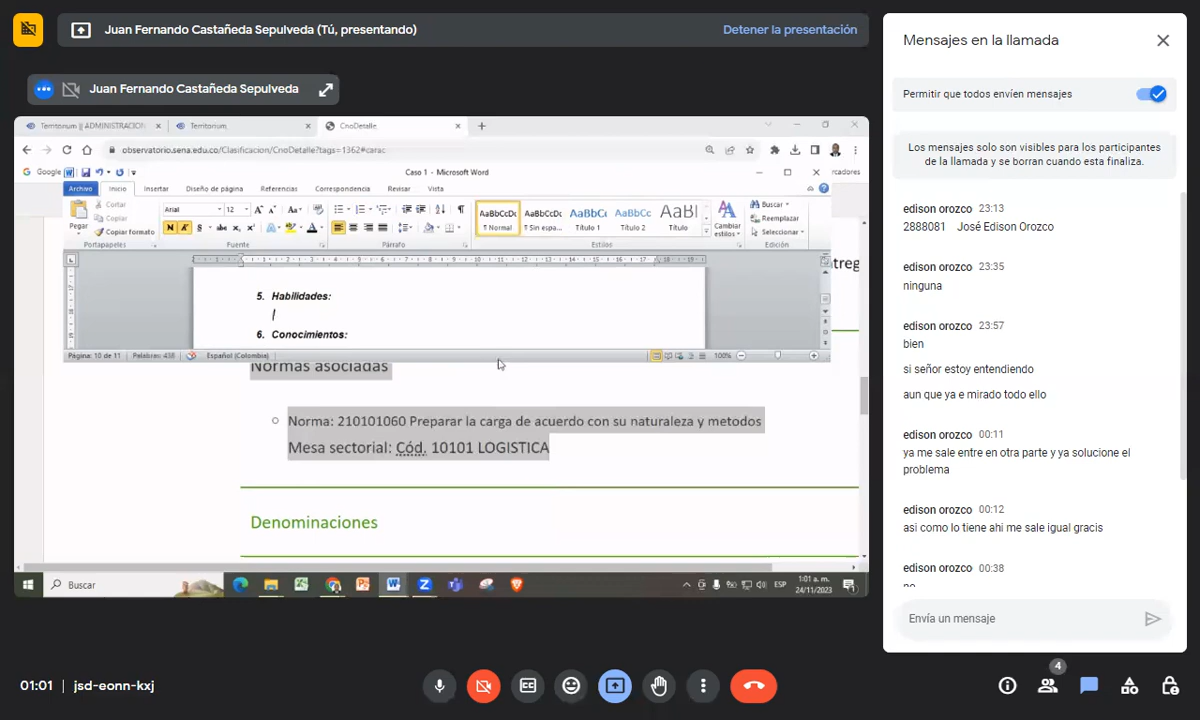 Juan Fernando Castañeda Sepulveda (Tú, presentando)
Detener la presentación
Juan Fernando Castañeda Sepulveda
Territorium || ADMINISTRACION
Territorium,
CnoDetalle
observatorio.sena.edu.co/Clasificacion/CnoDetalle?tags=1362#carac
Google
Caso 1 - Microsoft Word
rcadores
Archivo
Inicio
Insertar
Diseño de página
Referencias
Correspondencia
Revisar
Vista
Pegar
Cortar
Copiar
Copiar formato
Portapapeles
Arial
12
Fuente
Párrafo
AaBbCcDc
¶ Normal
AaBbCcDc
¶ Sin espa...
AaBbCc
Título 1
AaBbCc
Título 2
AaBl
Título
Estilos
Cambiar estilos
Buscar
Reemplazar
Seleccionar
Edición
5. Habilidades:
6. Conocimientos:
Página: 10 de 11
Palabras: 438
Español (Colombia)
100%
Normas asociadas
Norma: 210101060 Preparar la carga de acuerdo con su naturaleza y metodos
Mesa sectorial: Cód. 10101 LOGISTICA
Denominaciones
Buscar
ESP
1:01 a. m.
24/11/2023
Mensajes en la llamada
Permitir que todos envíen mensajes
Los mensajes solo son visibles para los participantes
de la llamada y se borran cuando esta finaliza.
edison orozco 23:13
2888081 José Edison Orozco
edison orozco 23:35
ninguna
edison orozco 23:57
bien
si señor estoy entendiendo
aun que ya e mirado todo ello
edison orozco 00:11
ya me sale entre en otra parte y ya solucione el
problema
edison orozco 00:12
asi como lo tiene ahi me sale igual gracis
edison orozco 00:38
Envía un mensaje
01:01 | jsd-eonn-kxj
4